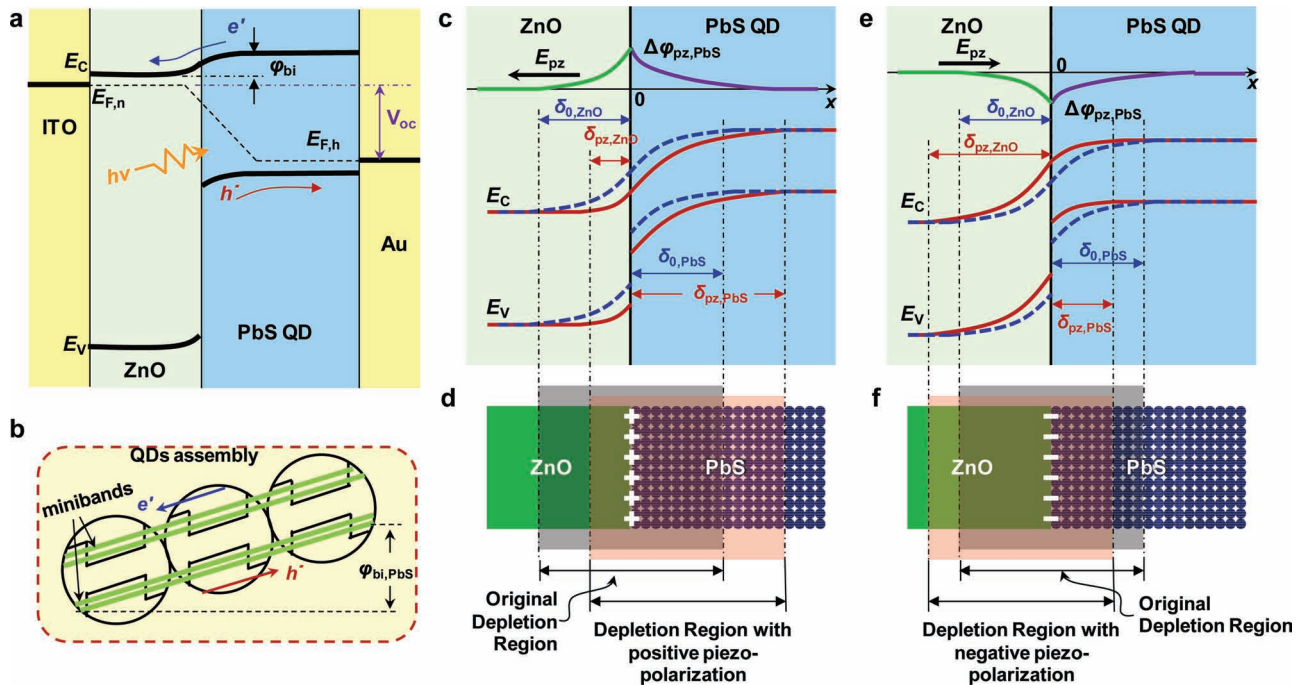 a
e′
E_C
φ_bi
E_F,n
ITO
V_oc
E_F,h
hν
h˙
Au
E_V
PbS QD
ZnO
b
QDs assembly
minibands
e′
h˙
φ_bi,PbS
c
ZnO
PbS QD
E_pz
Δφ_pz,PbS
0
x
δ_0,ZnO
δ_pz,ZnO
E_C
δ_0,PbS
δ_pz,PbS
E_V
d
ZnO
PbS
Original
Depletion
Region
Depletion Region with
positive piezo-
polarization
e
ZnO
PbS QD
E_pz
0
x
Δφ_pz,PbS
δ_0,ZnO
δ_pz,ZnO
E_C
δ_0,PbS
δ_pz,PbS
E_V
f
ZnO
PbS
Original
Depletion Region
Depletion Region with
negative piezo-
polarization